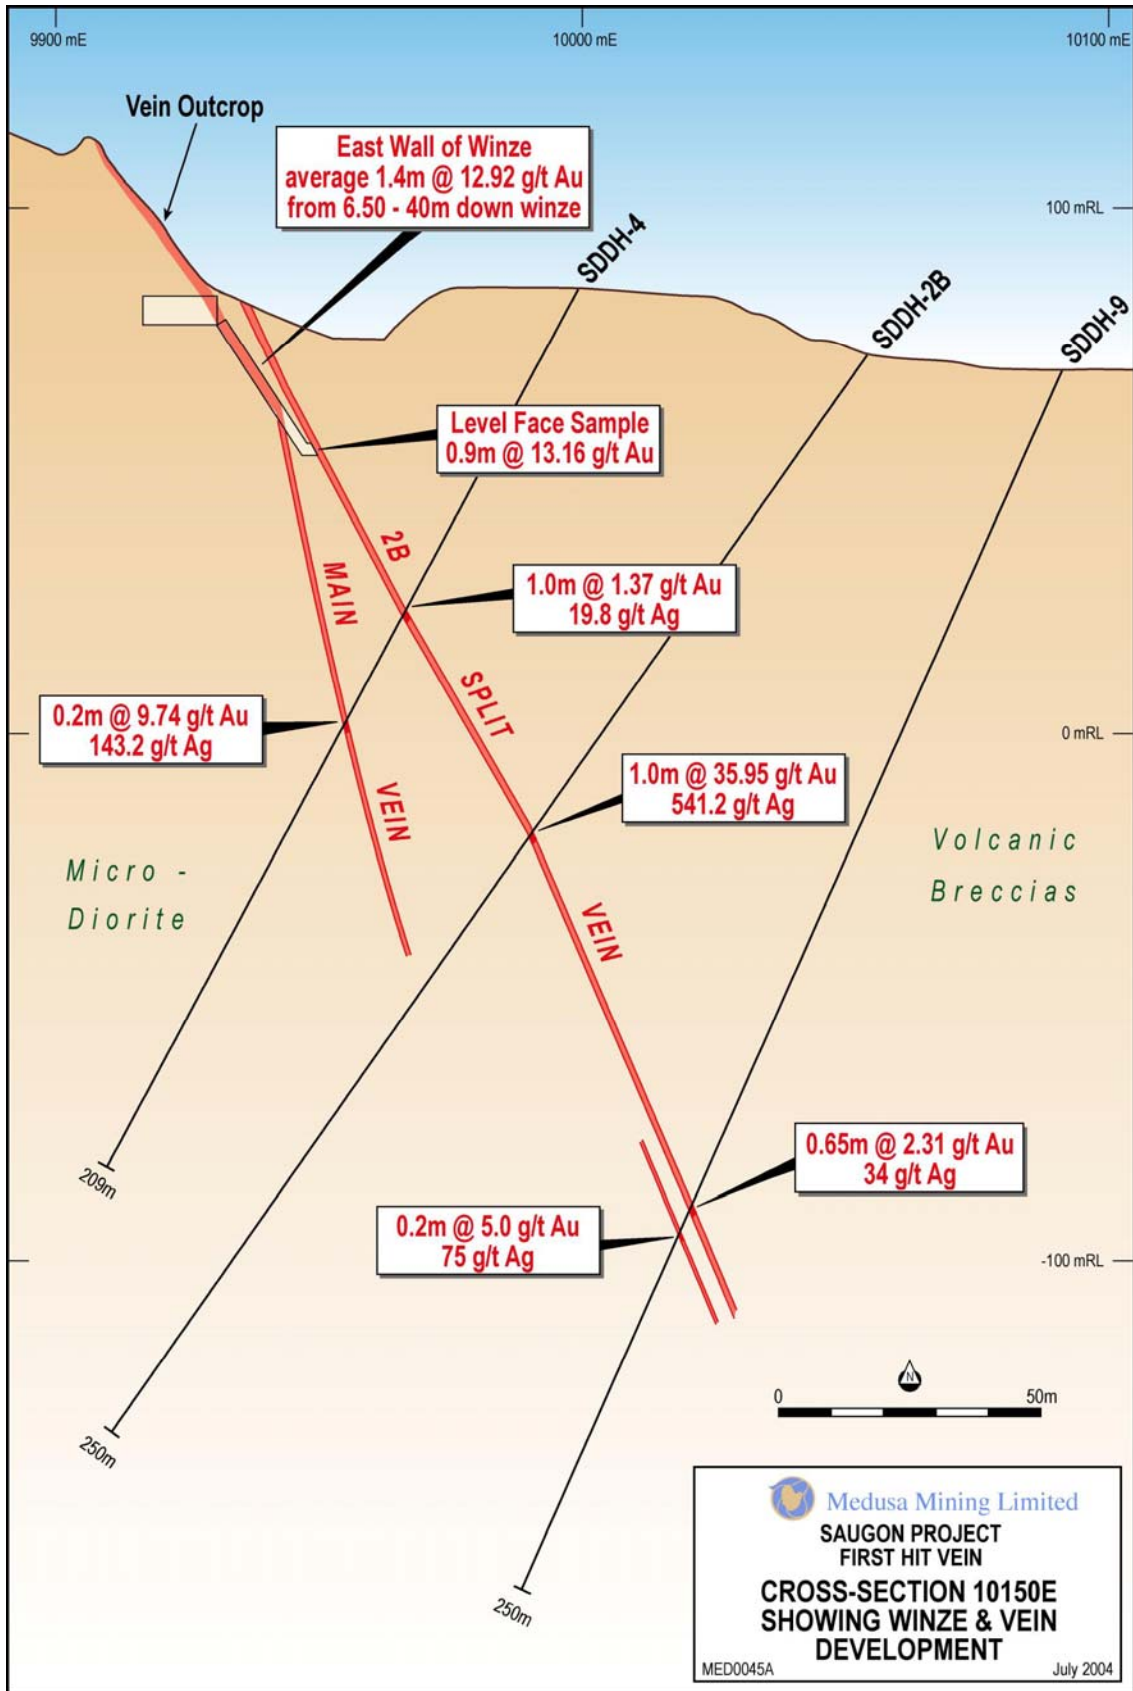 9900 mE
10000 mE
10100 mE
Vein Outcrop
East Wall of Winze
average 1.4m @ 12.92 g/t Au
from 6.50 - 40m down winze
100 mRL
SDDH-4
SDDH-2B
SDDH-9
Level Face Sample
0.9m @ 13.16 g/t Au
2B
SPLIT
VEIN
MAIN
VEIN
1.0m @ 1.37 g/t Au
19.8 g/t Ag
0.2m @ 9.74 g/t Au
143.2 g/t Ag
0 mRL
1.0m @ 35.95 g/t Au
541.2 g/t Ag
Micro -
Diorite
Volcanic
Breccias
0.65m @ 2.31 g/t Au
34 g/t Ag
209m
0.2m @ 5.0 g/t Au
75 g/t Ag
-100 mRL
N
0
50m
250m
250m
Medusa Mining Limited
SAUGON PROJECT
FIRST HIT VEIN
CROSS-SECTION 10150E
SHOWING WINZE & VEIN
DEVELOPMENT
MED0045A
July 2004